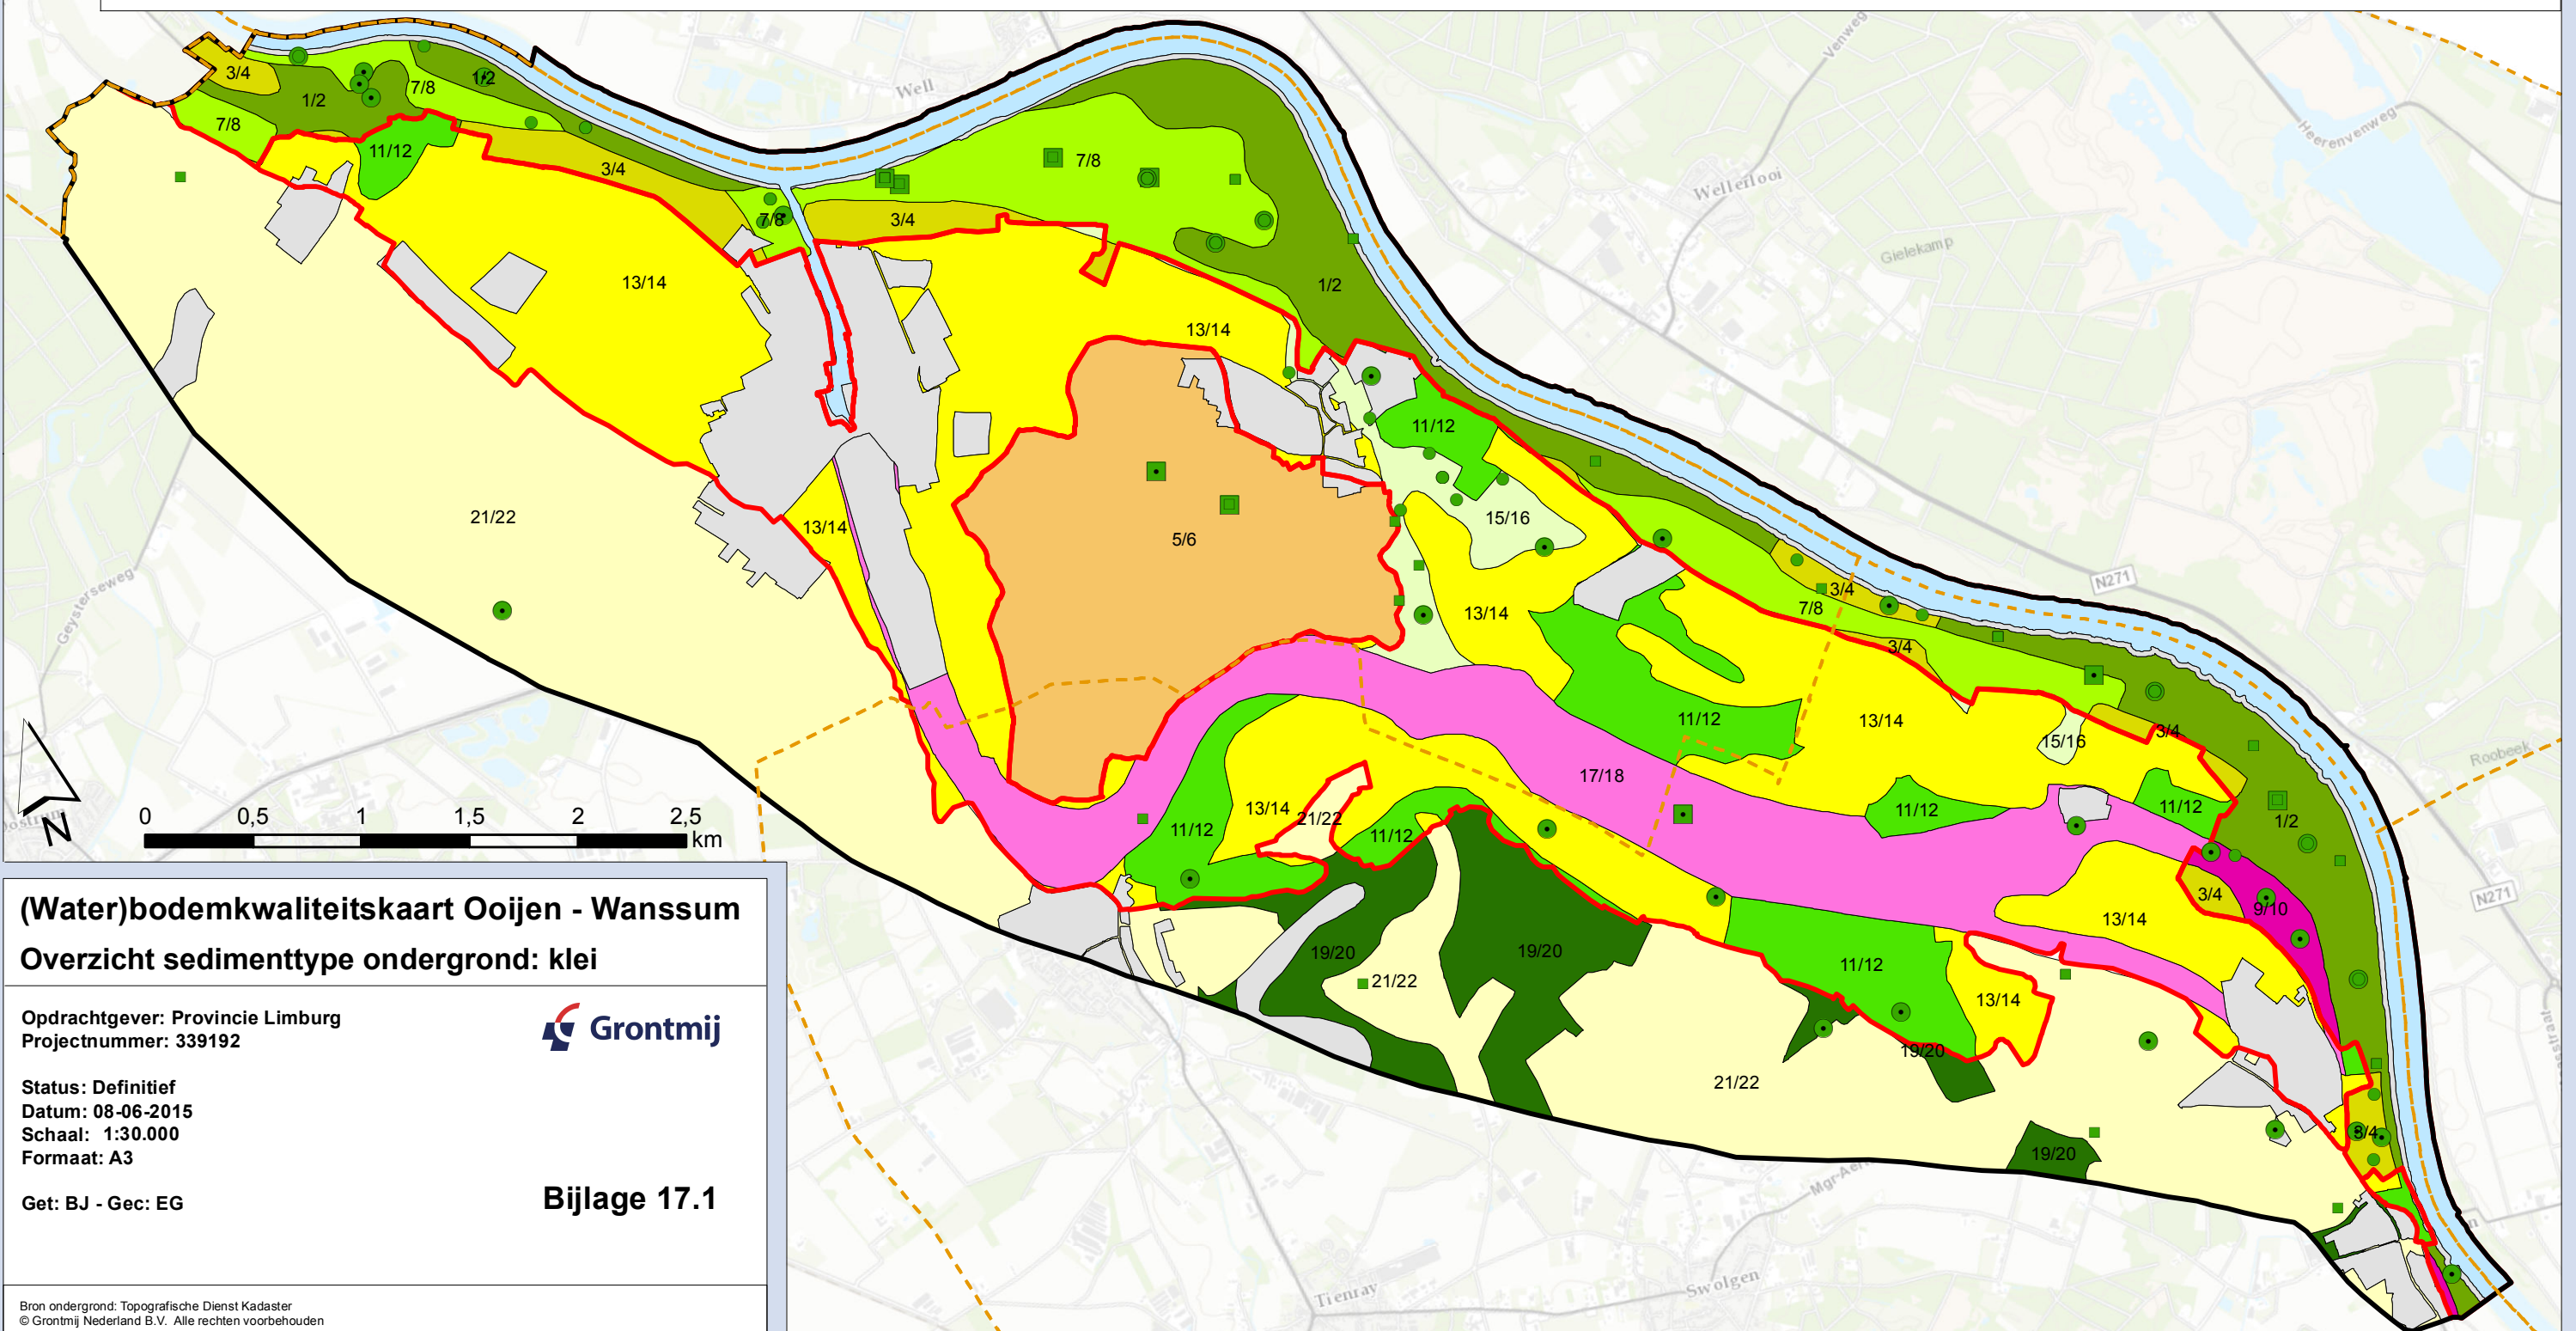 Well
Wellerlooi
Venweg
Gielekamp
Heerenvenweg
N271
Roobeek
N271
Geysterseweg
3/4
1/2
7/8
1/2
7/8
11/12
3/4
7/8
3/4
7/8
1/2
13/14
13/14
11/12
15/16
21/22
13/14
5/6
13/14
3/4
7/8
3/4
11/12
13/14
15/16
3/4
17/18
13/14
21/22
11/12
11/12
11/12
11/12
1/2
3/4
9/10
13/14
19/20
21/22
19/20
11/12
13/14
19/20
21/22
3/4
19/20
Tienray
Swolgen
N
0 0,5 1 1,5 2 2,5
km
(Water)bodemkwaliteitskaart Ooijen - Wanssum
Overzicht sedimenttype ondergrond: klei
Opdrachtgever: Provincie Limburg
Projectnummer: 339192
Grontmij
Status: Definitief
Datum: 08-06-2015
Schaal: 1:30.000
Formaat: A3
Get: BJ - Gec: EG
Bijlage 17.1
Bron ondergrond: Topografische Dienst Kadaster
© Grontmij Nederland B.V. Alle rechten voorbehouden